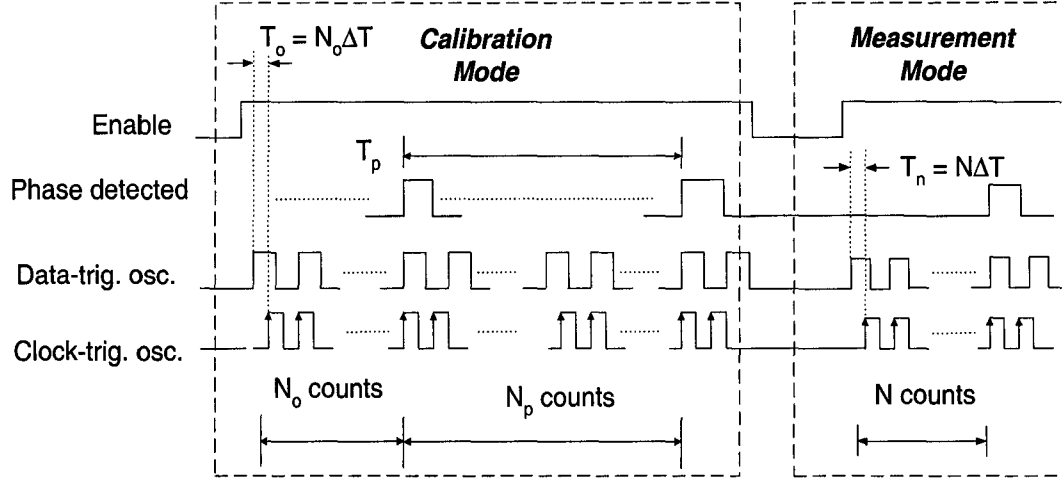 T_o = N_oΔT
Calibration
Mode
Measurement
Mode
Enable
T_p
Phase detected
T_n = NΔT
Data-trig. osc.
Clock-trig. osc.
N_o counts
N_p counts
N counts